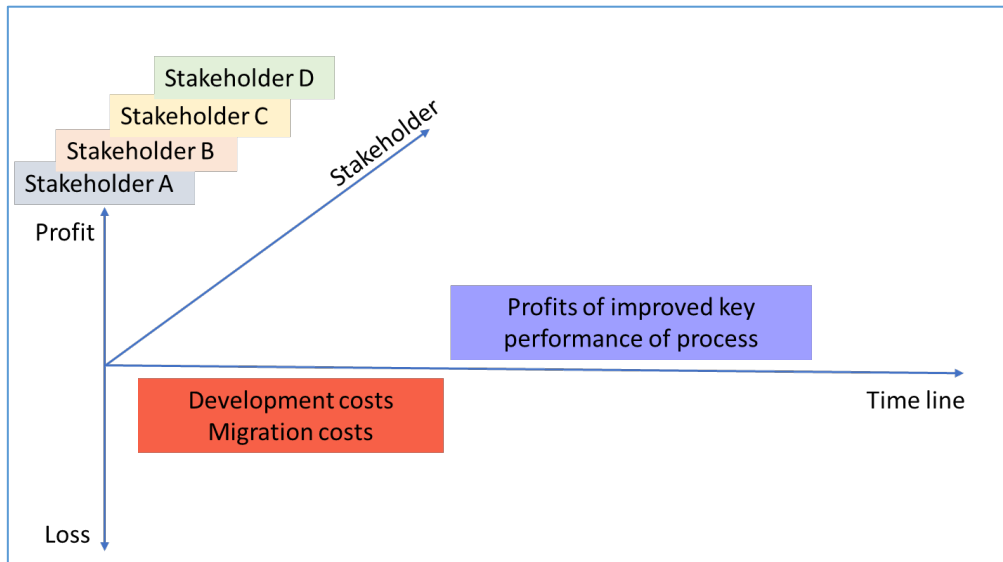 Stakeholder D
Stakeholder C
Stakeholder B
Stakeholder A
Stakeholder
Profit
Profits of improved key
performance of process
Development costs
Migration costs
Time line
Loss